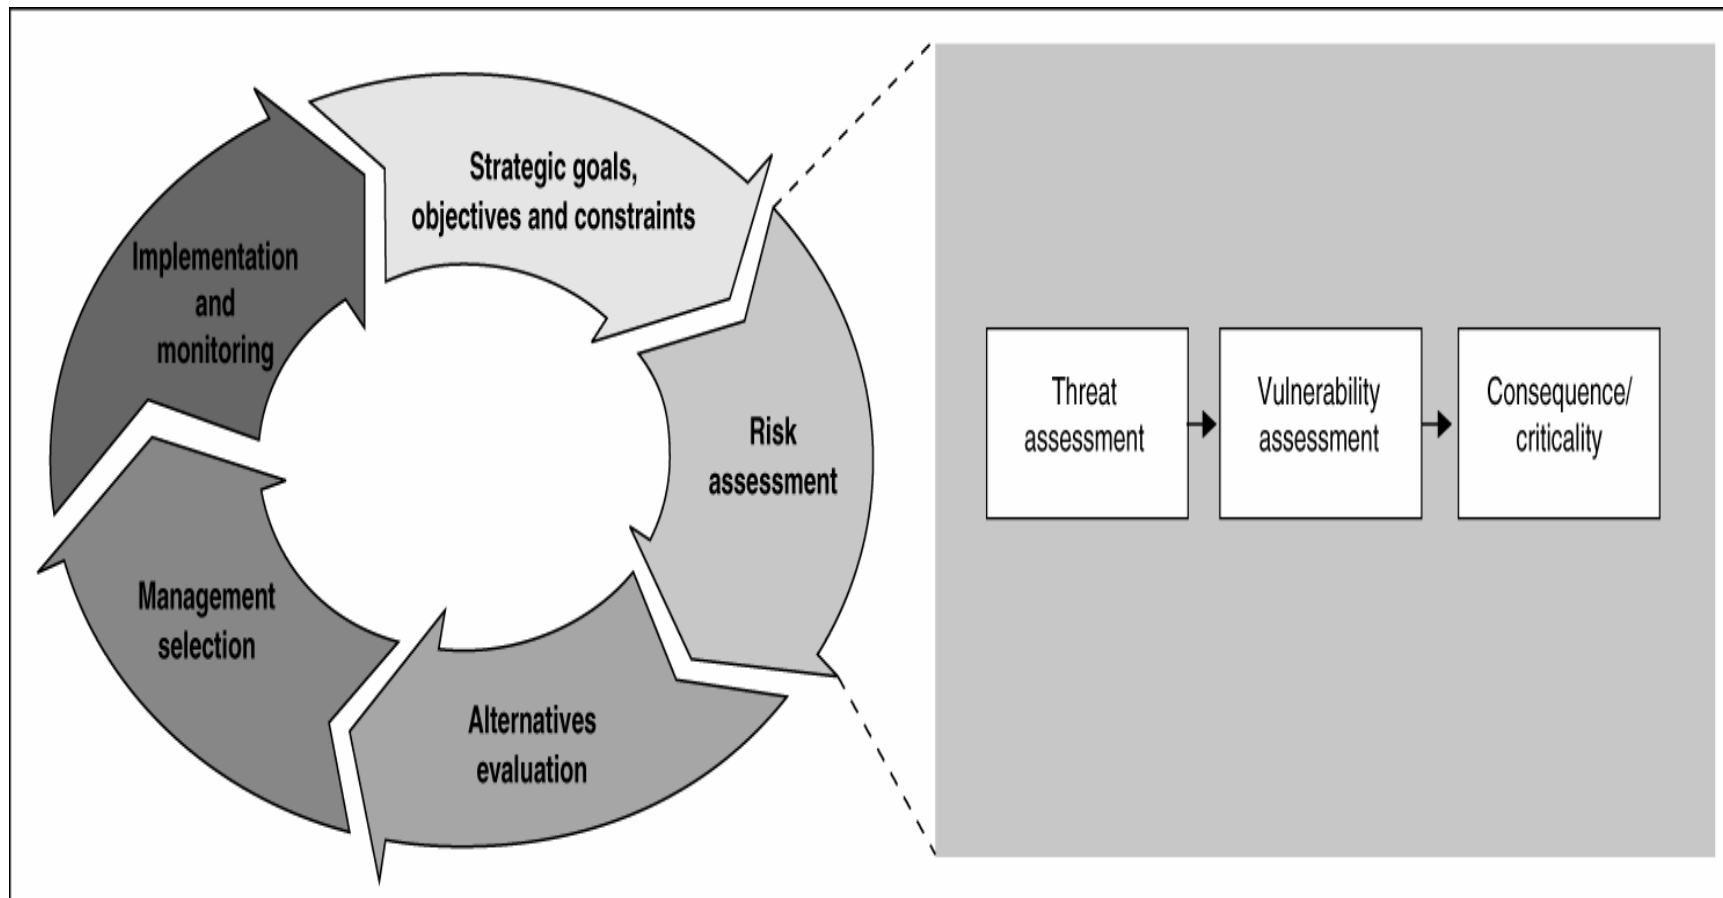 Strategic goals,
objectives and constraints
Implementation
and
monitoring
Risk
assessment
Management
selection
Alternatives
evaluation
Threat
assessment
Vulnerability
assessment
Consequence/
criticality